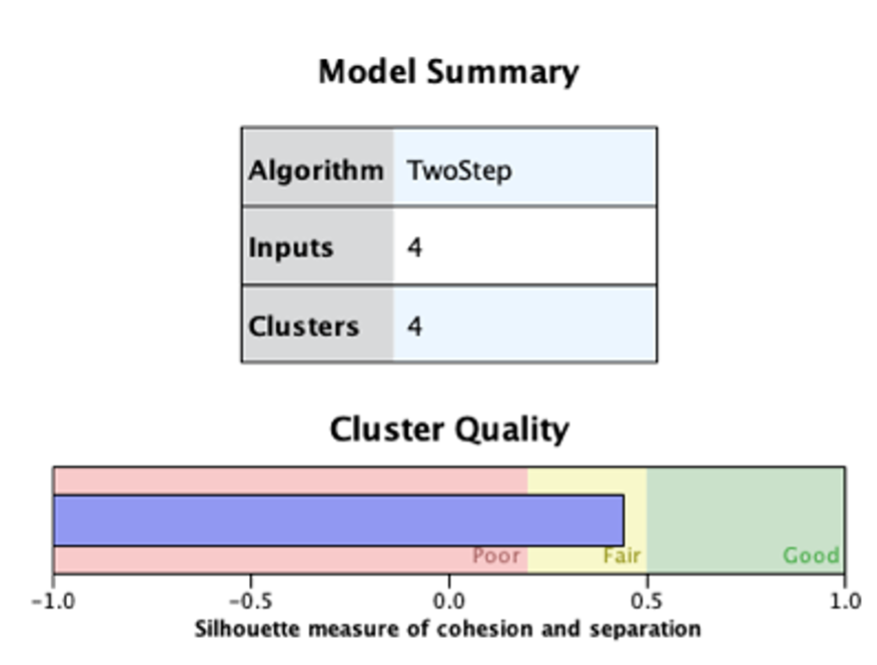 Model Summary
Algorithm TwoStep
Inputs 4
Clusters 4
Cluster Quality
Poor Fair Good
-1.0 -0.5 0.0 0.5 1.0
Silhouette measure of cohesion and separation